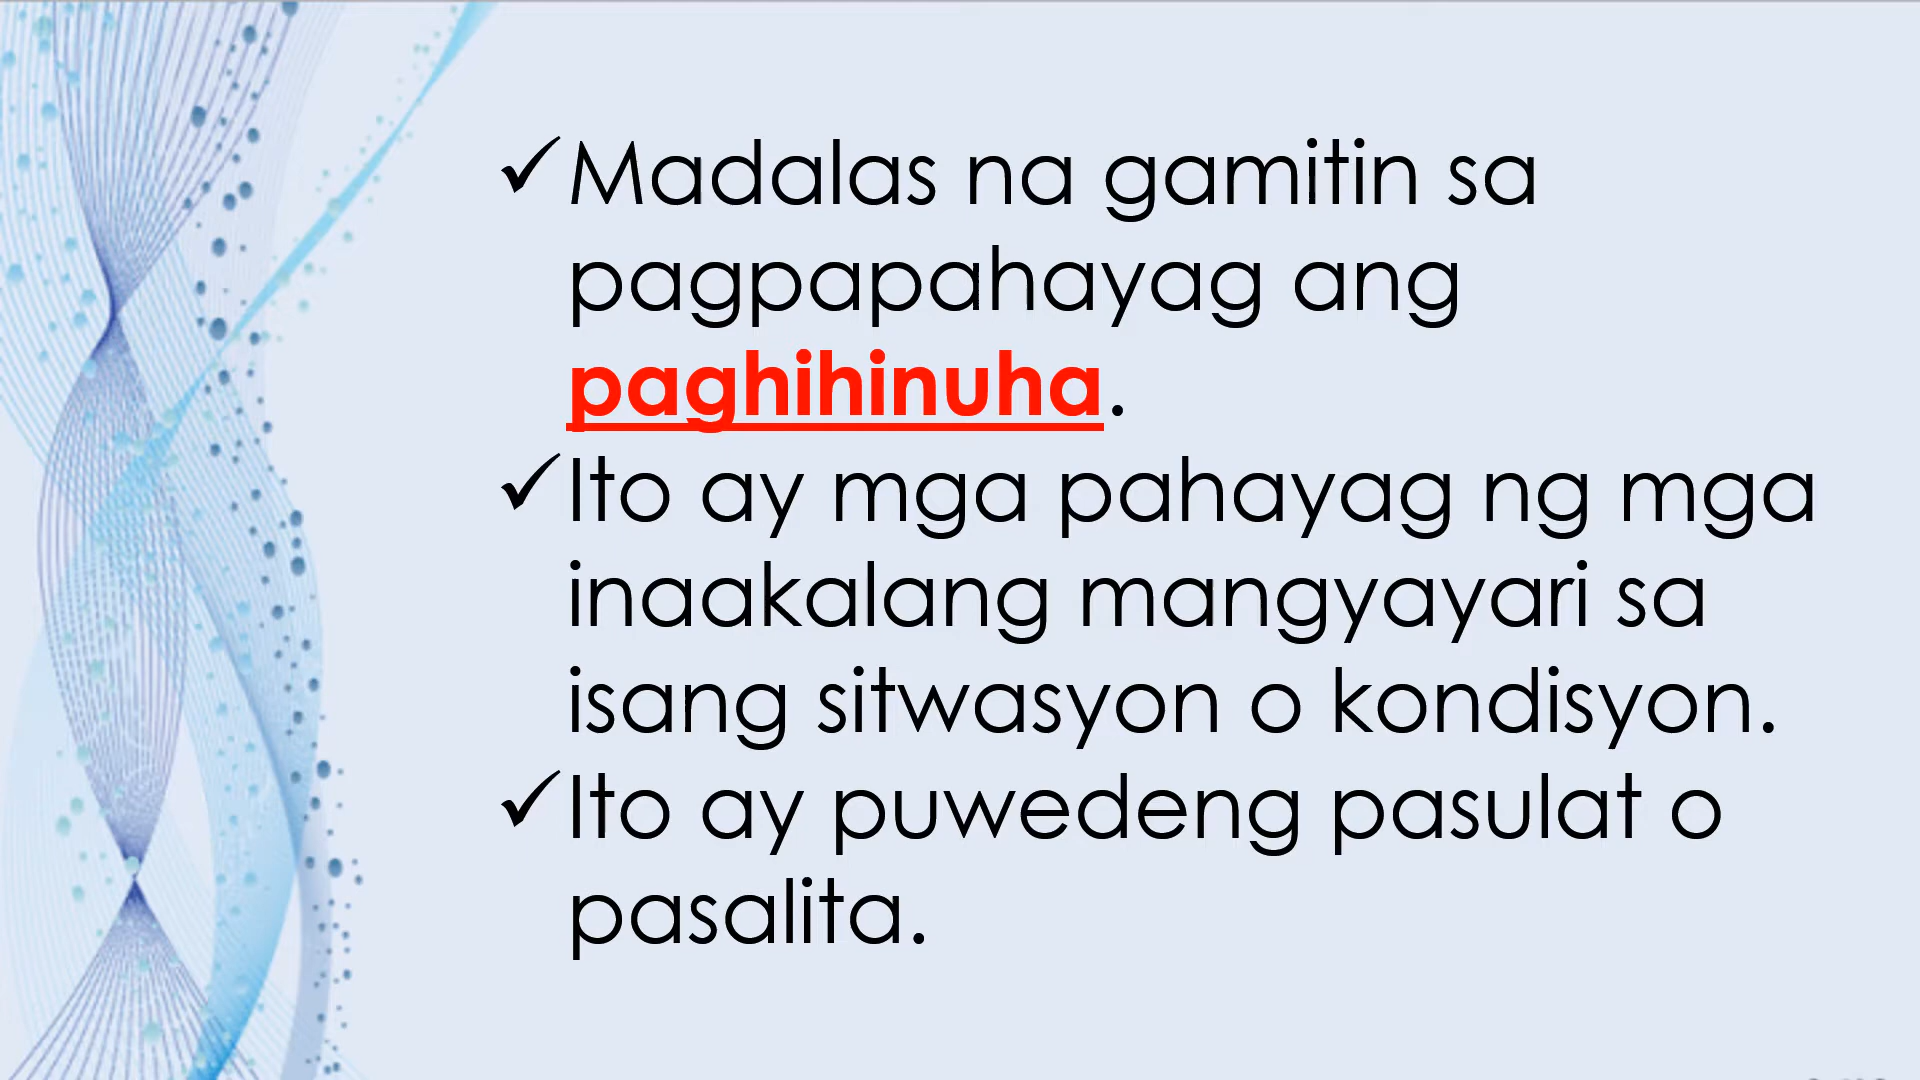 ✓Madalas na gamitin sa
pagpapahayag ang
paghihinuha.
✓Ito ay mga pahayag ng mga
inaakalang mangyayari sa
isang sitwasyon o kondisyon.
✓Ito ay puwedeng pasulat o
pasalita.